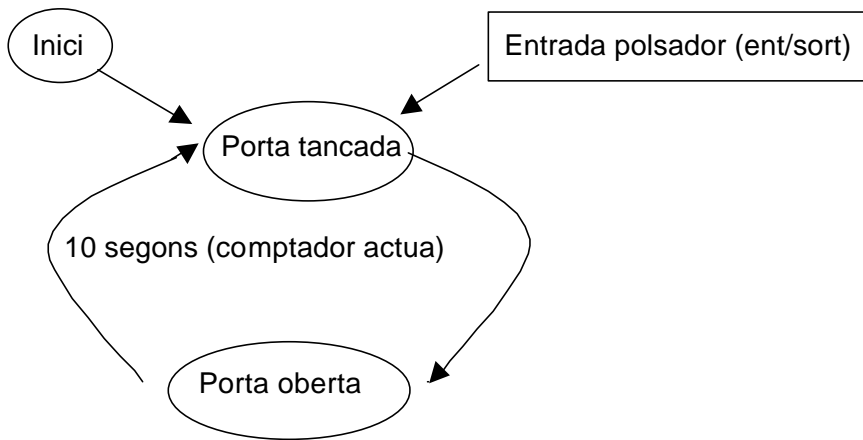 Inici
Entrada polsador (ent/sort)
Porta tancada
10 segons (comptador actua)
Porta oberta